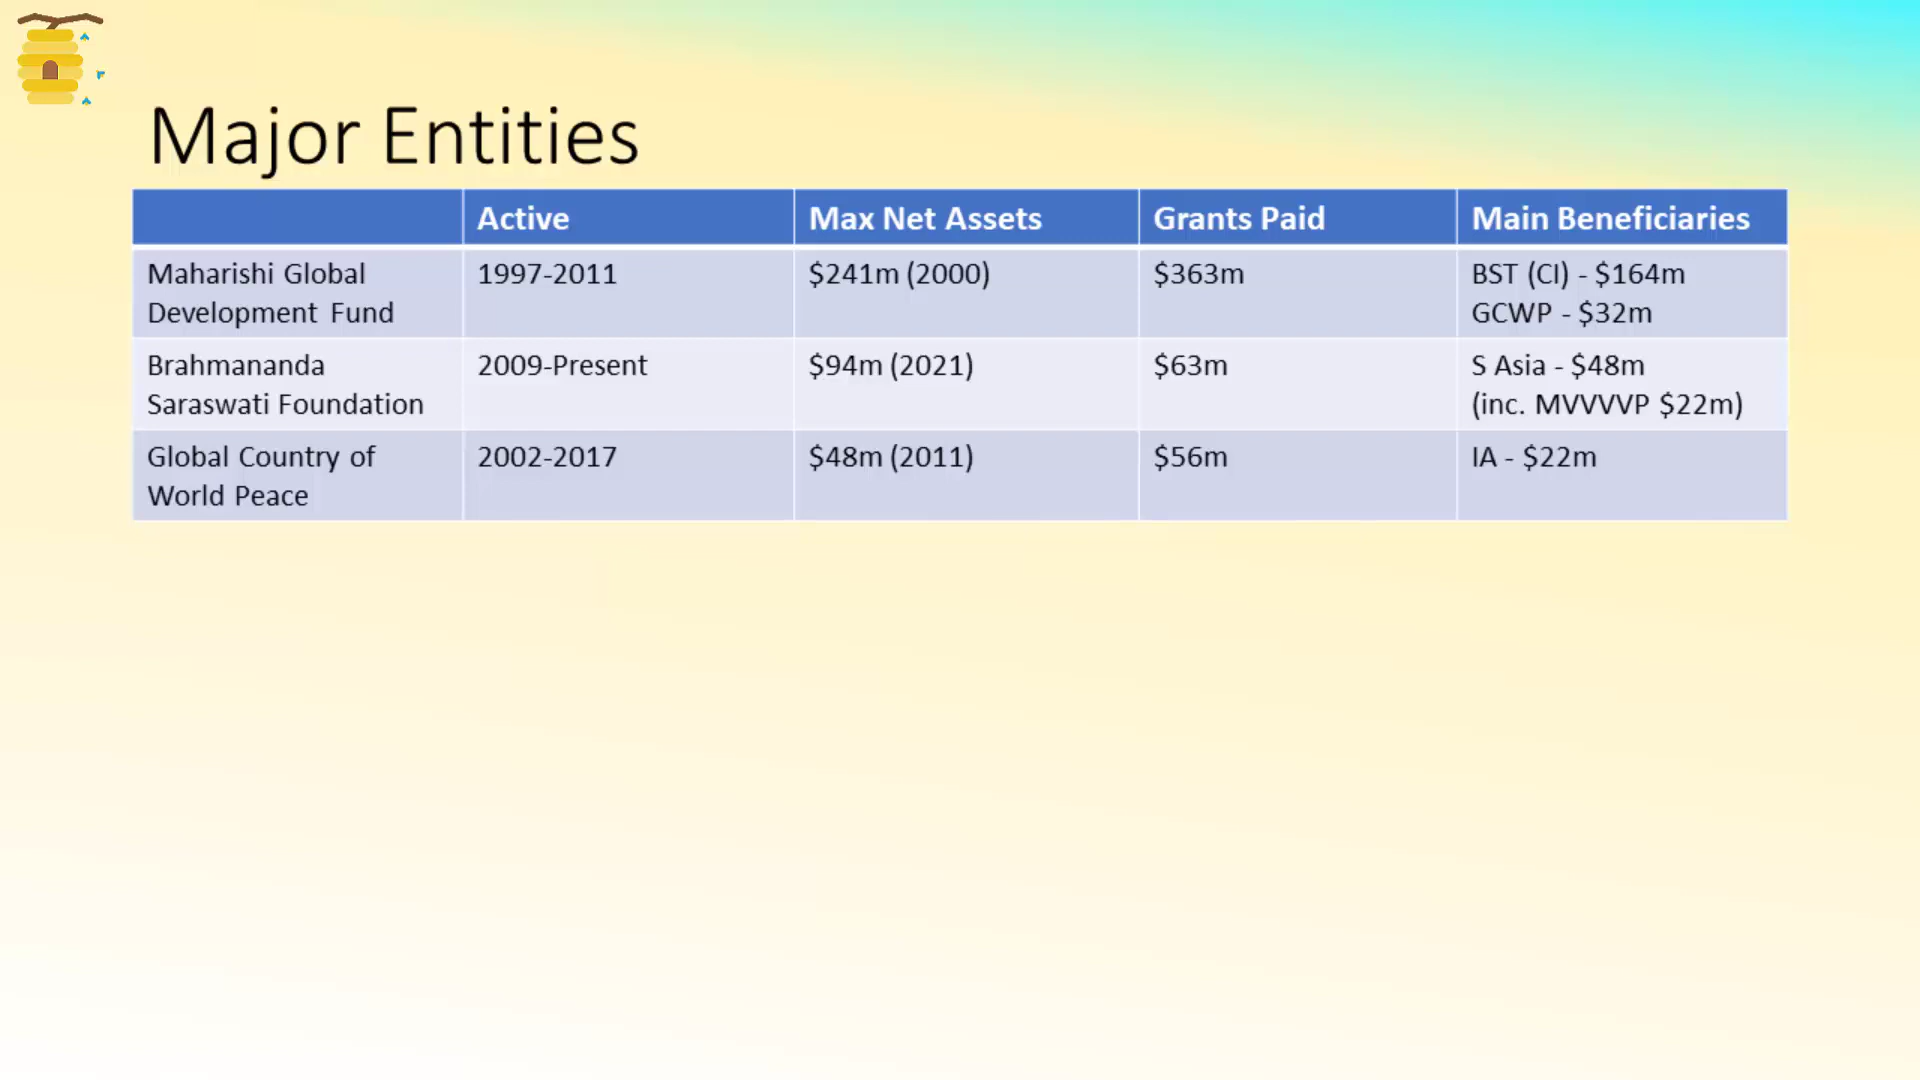 Major Entities
Active Max Net Assets Grants Paid Main Beneficiaries
Maharishi Global 1997-2011 $241m (2000) $363m BST (CI) - $164m
Development Fund GCWP - $32m
Brahmananda 2009-Present $94m (2021) $63m S Asia - $48m
Saraswati Foundation (inc. MVVVVP $22m)
Global Country of 2002-2017 $48m (2011) $56m IA - $22m
World Peace